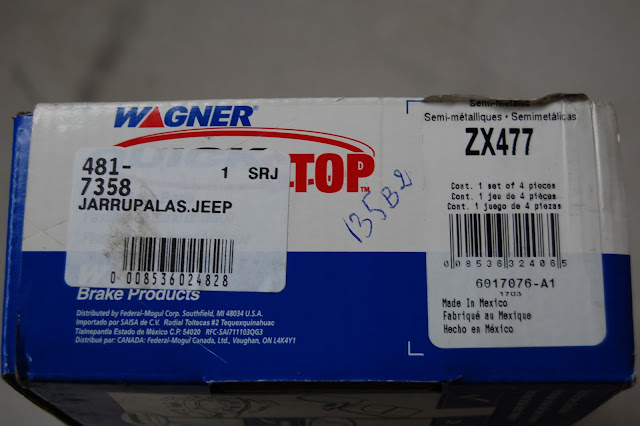 WAGNER®
TOP™
481-
7358
1 SRJ
JARRUPALAS.JEEP
0 008536024828
Brake Products
Distributed by Federal-Mogul Corp. Southfield, MI 48034 U.S.A.
Importado por SAISA de C.V. Radial Toltecas #2 Tequexquinahuac
Tlalnepantla Estado de México C.P. 54020 RFC-SAI711103QG3
Distribué par: CANADA: Federal-Mogul Canada, Ltd., Vaughan, ON L4K4Y1
135B2
Semi-Metallic
Semi-métalliques • Semimetálicas
ZX477
Cont. 1 set of 4 pieces
Cont. 1 jeu de 4 pièces
Cont. 1 juego de 4 piezas
0 08536 32406 5
6017076-A1
1703
Made In Mexico
Fabriqué au Mexique
Hecho en México